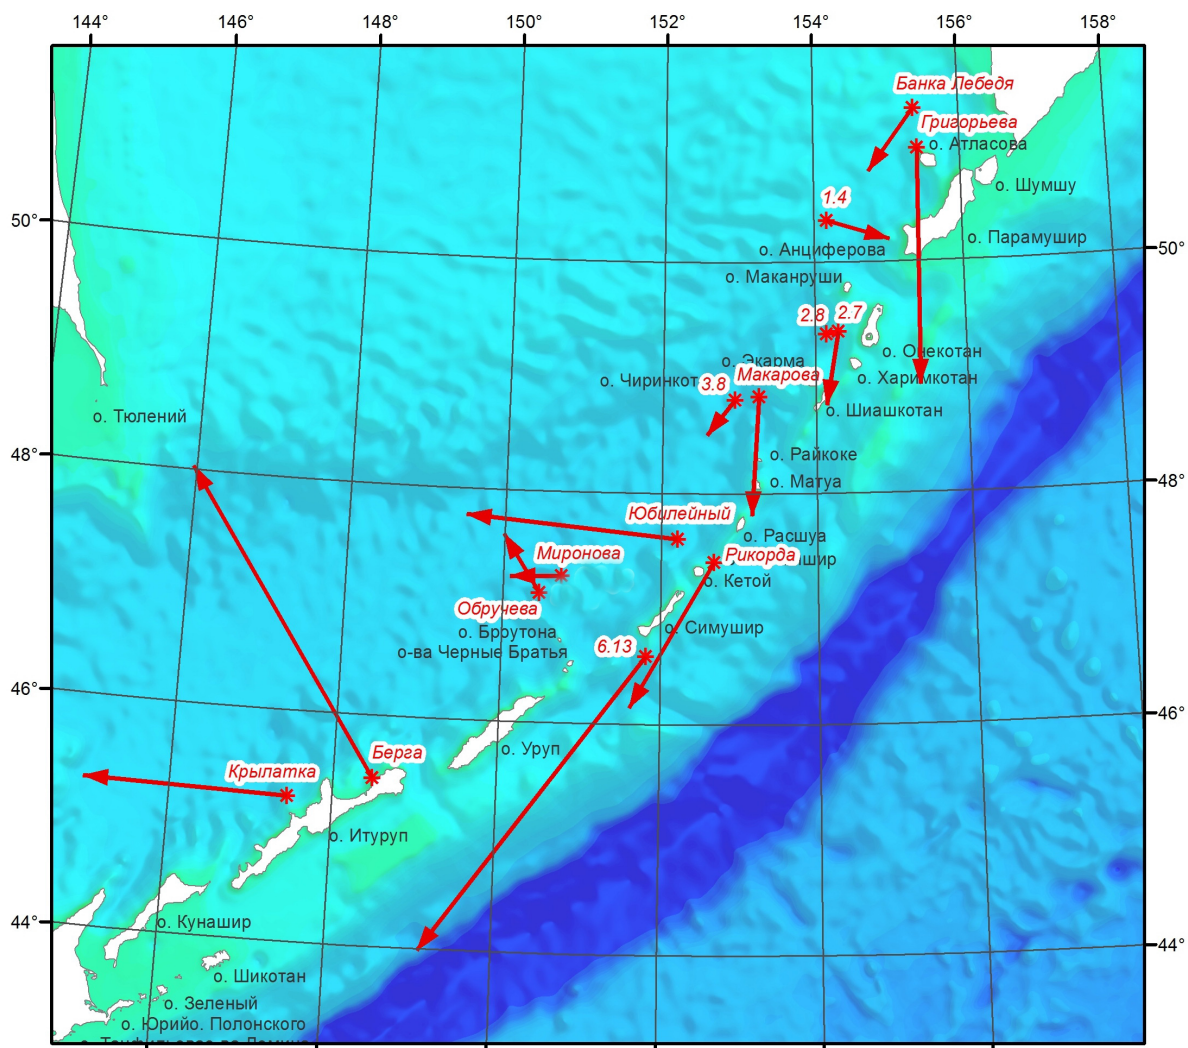 144° 146° 148° 150° 152° 154° 156° 158°
Банка Лебедя
Григорьева
о. Атласова
о. Шумшу
1.4
50°
о. Парамушир
50°
о. Анциферова
о. Маканруши
2.8 2.7
о. Онекотан
о. Экарма
о. Чиринкот
3.8
Макарова
о. Харимкотан
о. Шиашкотан
о. Тюлений
48°
о. Райкоке
48°
о. Матуа
Юбилейный
о. Расшуа
Миронова
Рикорда
шир
о. Кетой
Обручева
о. Броутона
о. Симушир
о-ва Черные Братья
6.13
46°
46°
о. Уруп
Берга
Крылатка
о. Итуруп
44°
о. Кунашир
44°
о. Шикотан
о. Зеленый
о. Юрийо. Полонского